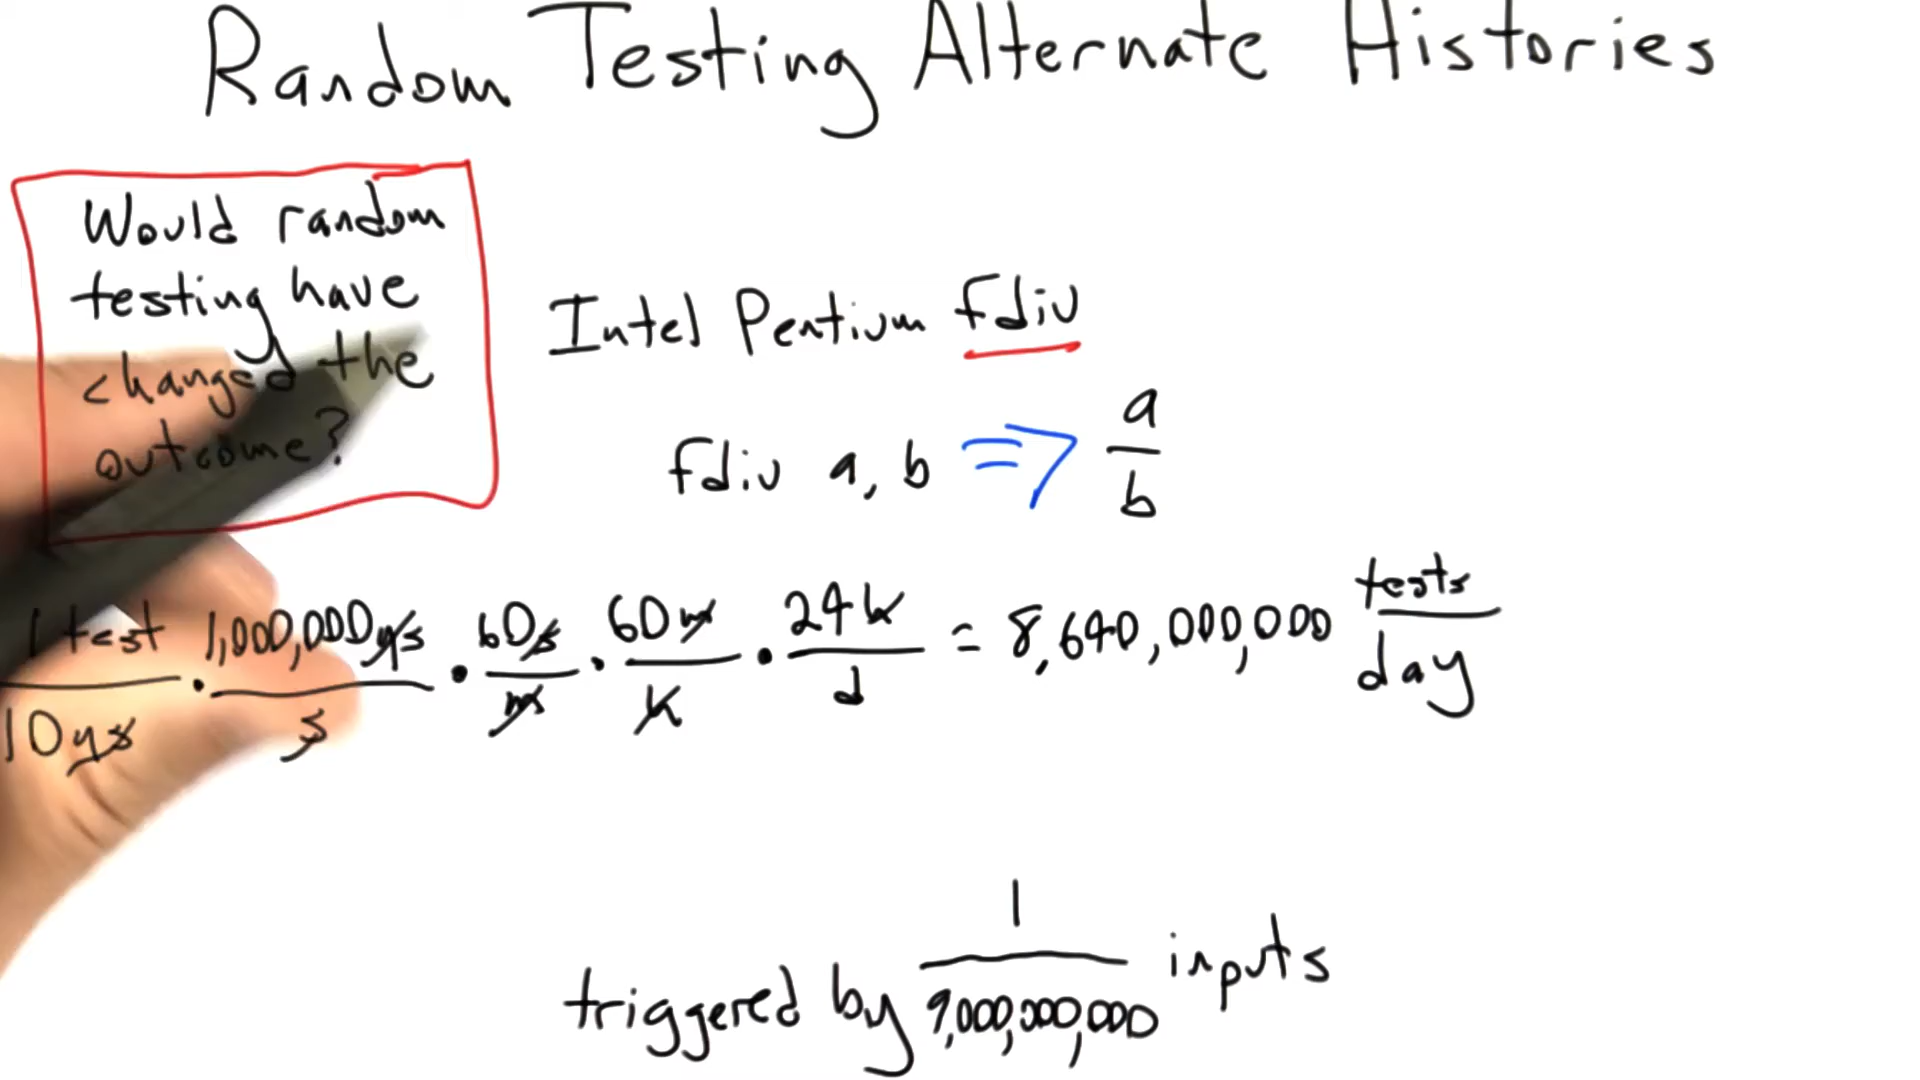 Random Testing Alternate Histories
Would random
testing have
changed the
outcome?
Intel Pentium fdiv
fdiv a, b ⇒ a/b
1 test/10 µs · 1,000,000 µs/s · 60 s/m · 60 m/h · 24 h/d = 8,640,000,000 tests/day
triggered by 1/9,000,000,000 inputs